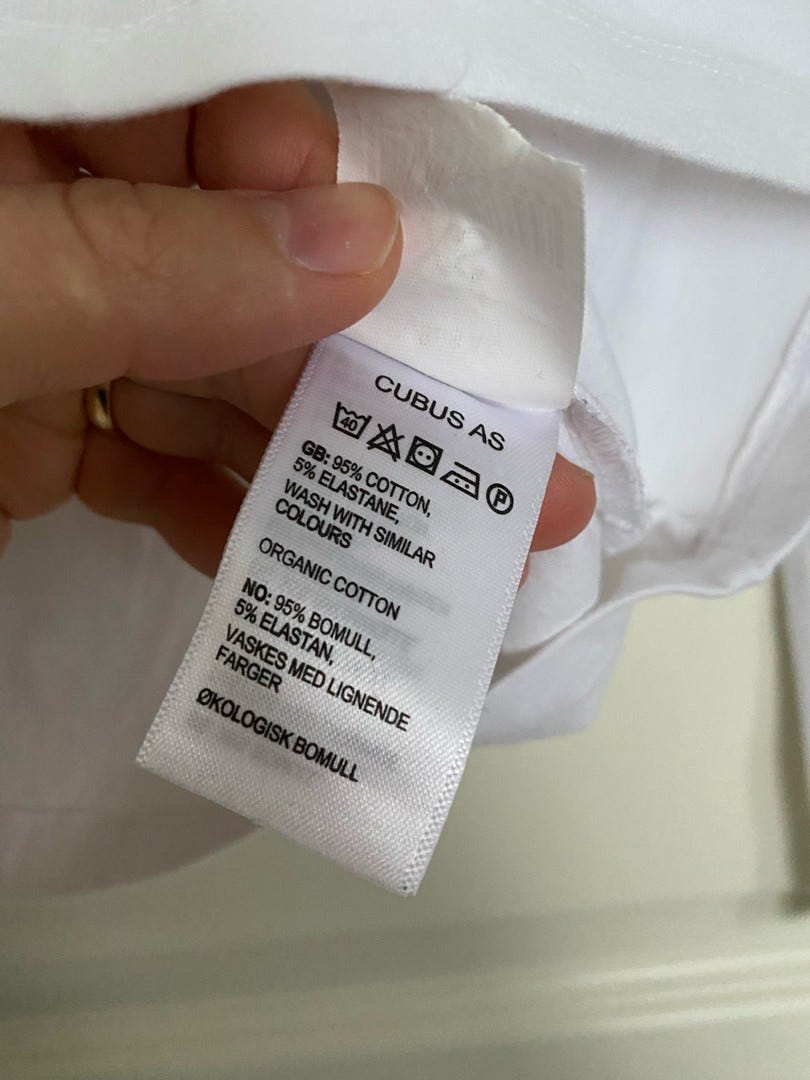 CUBUS AS
40 P
GB: 95% COTTON,
5% ELASTANE,
WASH WITH SIMILAR
COLOURS
ORGANIC COTTON
NO: 95% BOMULL,
5% ELASTAN,
VASKES MED LIGNENDE
FARGER
ØKOLOGISK BOMULL